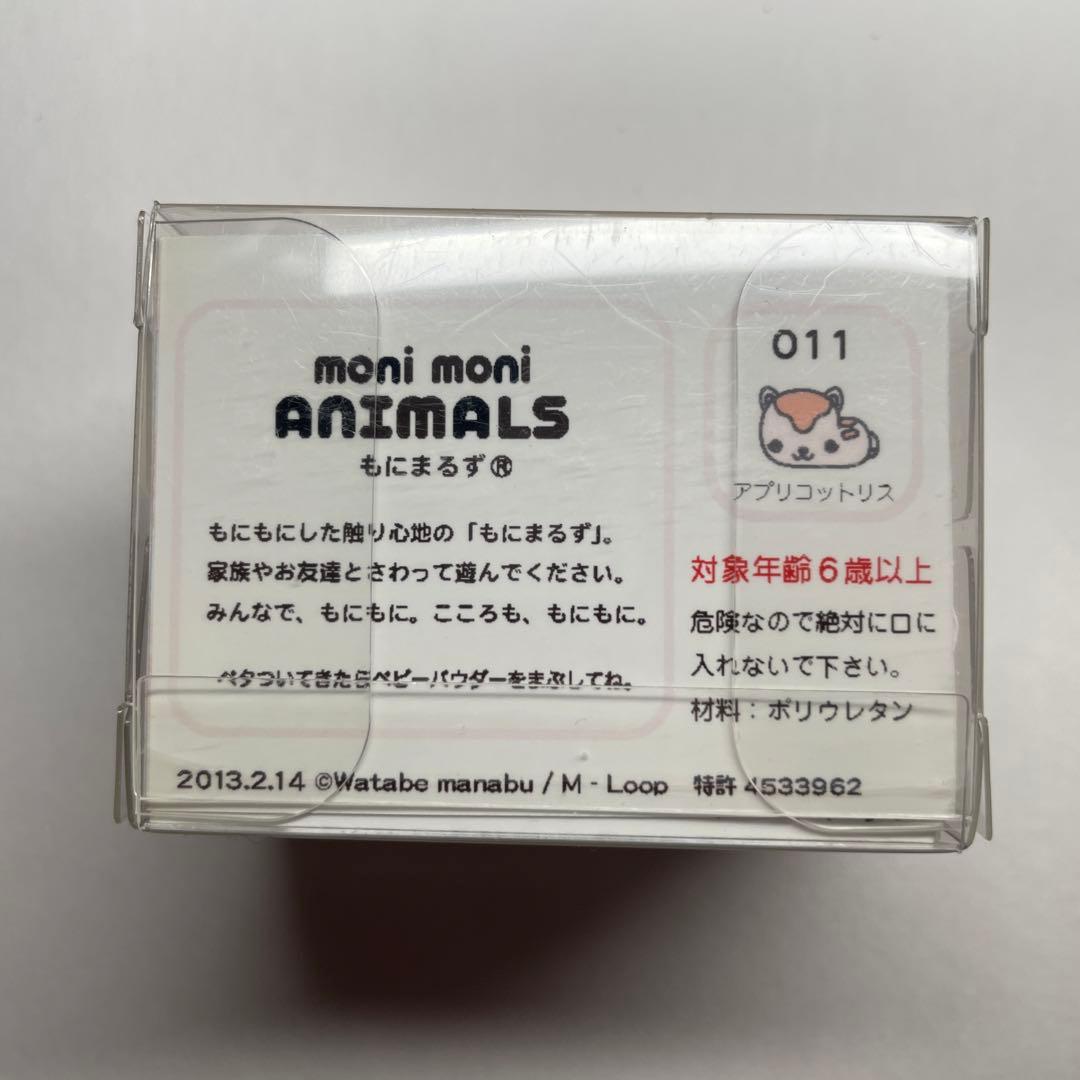 moni moni
ANIMALS
もにまるず®
もにもにした触り心地の「もにまるず」。
家族やお友達とさわって遊んでください。
みんなで、もにもに。こころも、もにもに。
ベタついてきたらベビーパウダーをまぶしてね。
011
アプリコットリス
対象年齢6歳以上
危険なので絶対に口に
入れないで下さい。
材料：ポリウレタン
2013.2.14 ©Watabe manabu / M - Loop 特許 4533962